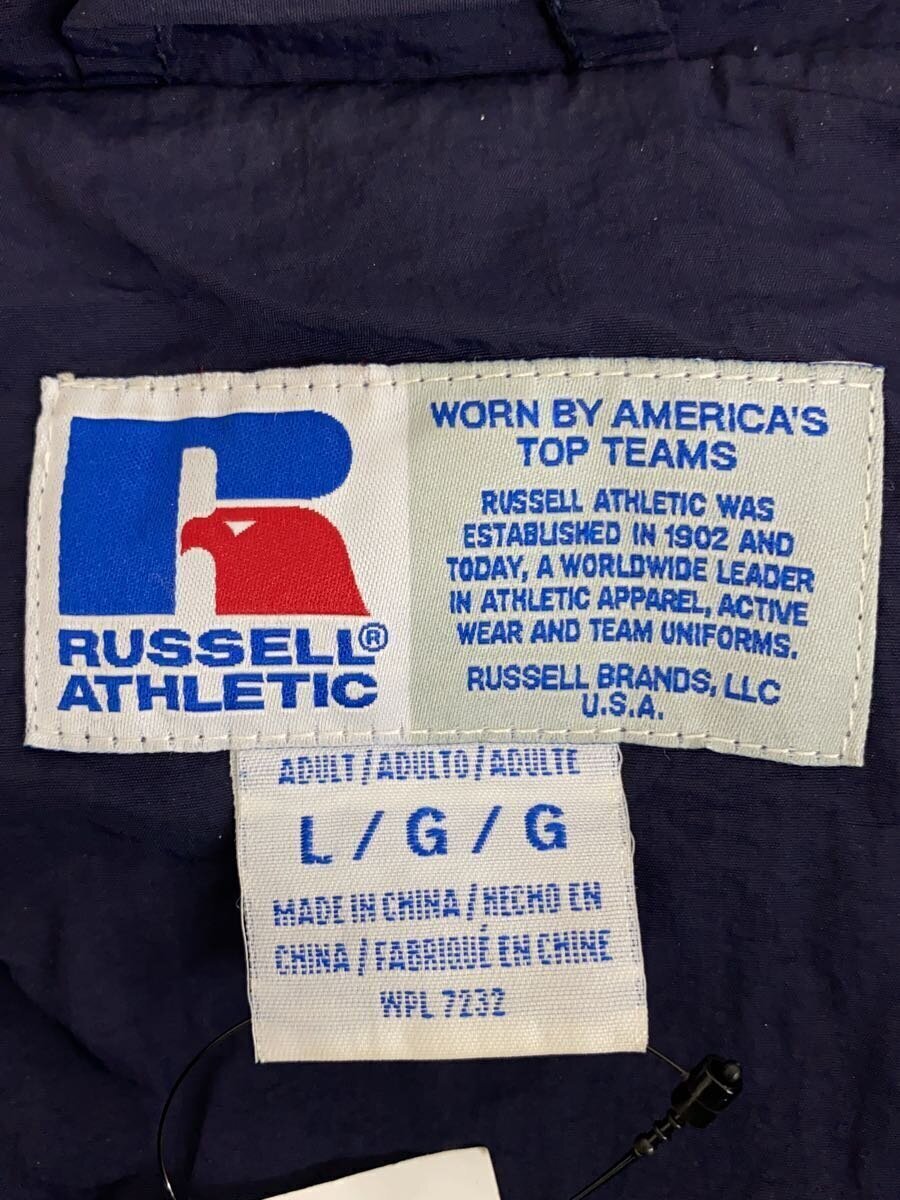 RUSSELL®
ATHLETIC
WORN BY AMERICA'S
TOP TEAMS
RUSSELL ATHLETIC WAS
ESTABLISHED IN 1902 AND
TODAY, A WORLDWIDE LEADER
IN ATHLETIC APPAREL, ACTIVE
WEAR AND TEAM UNIFORMS.
RUSSELL BRANDS, LLC
U.S.A.
ADULT / ADULTO / ADULTE
L / G / G
MADE IN CHINA / HECHO EN
CHINA / FABRIQUÉ EN CHINE
WPL 7232